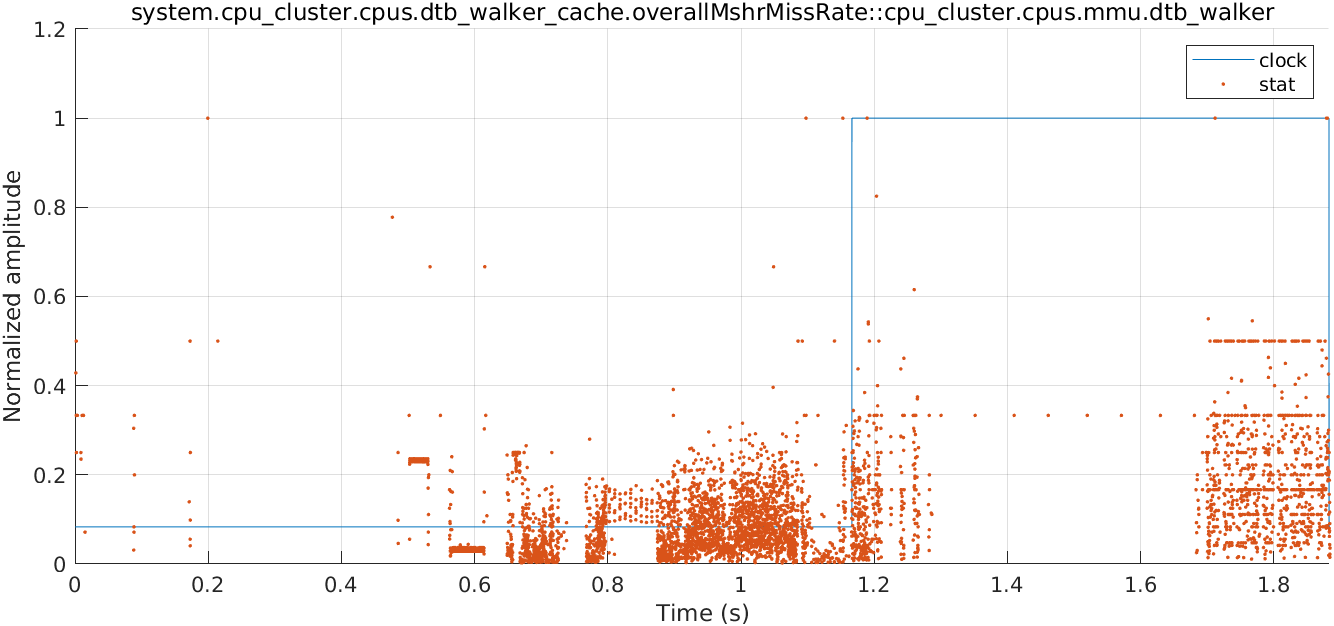 system.cpu_cluster.cpus.dtb_walker_cache.overallMshrMissRate::cpu_cluster.cpus.mmu.dtb_walker
1.2
1
0.8
0.6
0.4
0.2
0
Normalized amplitude
clock
stat
0 0.2 0.4 0.6 0.8 1 1.2 1.4 1.6 1.8
Time (s)